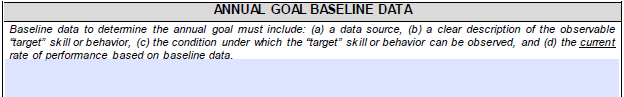 ANNUAL GOAL BASELINE DATA
Baseline data to determine the annual goal must include: (a) a data source, (b) a clear description of the observable
"target" skill or behavior, (c) the condition under which the "target" skill or behavior can be observed, and (d) the current
rate of performance based on baseline data.